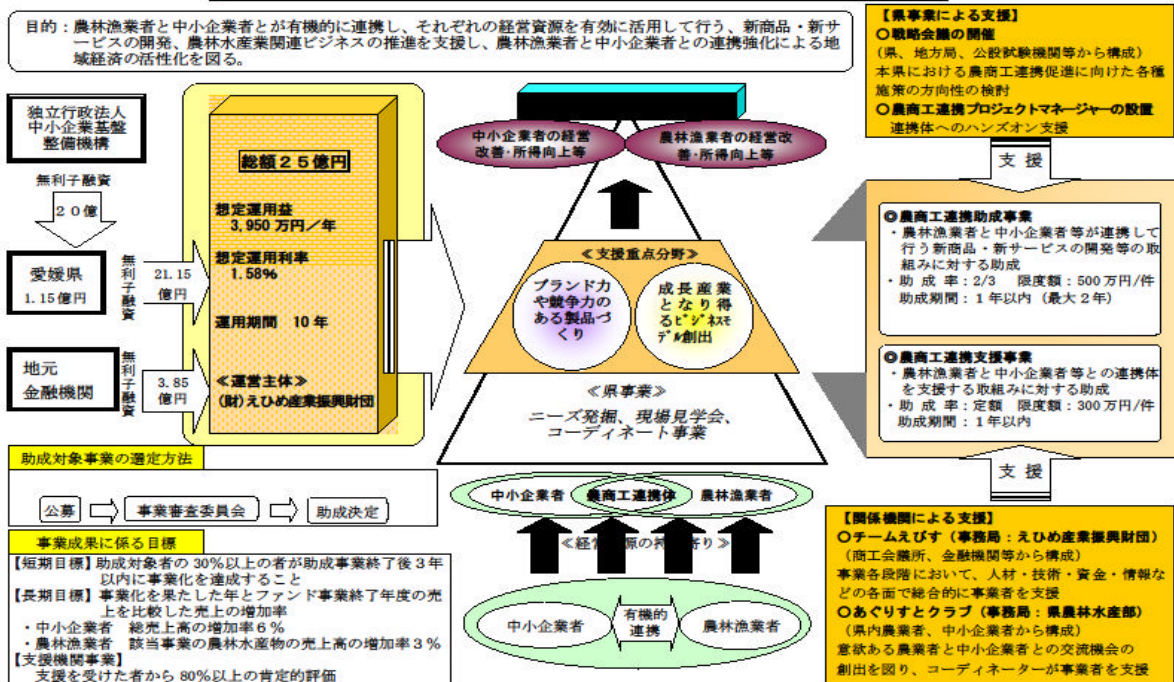 目的：農林漁業者と中小企業者とが有機的に連携し、それぞれの経営資源を有効に活用して行う、新商品・新サ
ービスの開発、農林水産業関連ビジネスの推進を支援し、農林漁業者と中小企業者との連携強化による地
域経済の活性化を図る。
独立行政法人
中小企業基盤
整備機構
無利子融資
２０億
愛媛県
1.15億円
無利子融資
21.15
億円
地元
金融機関
無利子融資
3.85
億円
総額２５億円
想定運用益
3,950万円／年
想定運用利率
1.58%
運用期間　10年
≪運営主体≫
(財)えひめ産業振興財団
中小企業者の経営
改善・所得向上等
農林漁業者の経営改
善・所得向上等
≪支援重点分野≫
ブランド力
や競争力の
ある製品づ
くり
成長産業
となり得
るﾋﾞｼﾞﾈｽﾓ
ﾃﾞﾙ創出
≪県事業≫
ニーズ発掘、現場見学会、
コーディネート事業
中小企業者
農商工連携体
農林漁業者
≪経営資源の持ち寄り≫
中小企業者
有機的
連携
農林漁業者
【県事業による支援】
○戦略会議の開催
（県、地方局、公設試験機関等から構成）
本県における農商工連携促進に向けた各種
施策の方向性の検討
○農商工連携プロジェクトマネージャーの設置
連携体へのハンズオン支援
支援
◎農商工連携助成事業
・農林漁業者と中小企業者等が連携して
行う新商品・新サービスの開発等の取
組みに対する助成
・助 成 率：2/3　限度額：500万円/件
助成期間：１年以内（最大２年）
◎農商工連携支援事業
・農林漁業者と中小企業者等との連携体
を支援する取組みに対する助成
・助 成 率：定額　限度額：300万円/件
助成期間：１年以内
支援
【関係機関による支援】
○チームえびす（事務局：えひめ産業振興財団）
（商工会議所、金融機関等から構成）
事業各段階において、人材・技術・資金・情報な
どの各面で総合的に事業者を支援
○あぐりすとクラブ（事務局：県農林水産部）
（県内農業者、中小企業者から構成）
意欲ある農業者と中小企業者との交流機会の
創出を図り、コーディネーターが事業者を支援
助成対象事業の選定方法
公募
事業審査委員会
助成決定
事業成果に係る目標
【短期目標】助成対象者の30％以上の者が助成事業終了後３年
以内に事業化を達成すること
【長期目標】事業化を果たした年とファンド事業終了年度の売
上を比較した売上の増加率
・中小企業者　総売上高の増加率６％
・農林漁業者　該当事業の農林水産物の売上高の増加率３％
【支援機関事業】
支援を受けた者から80％以上の肯定的評価